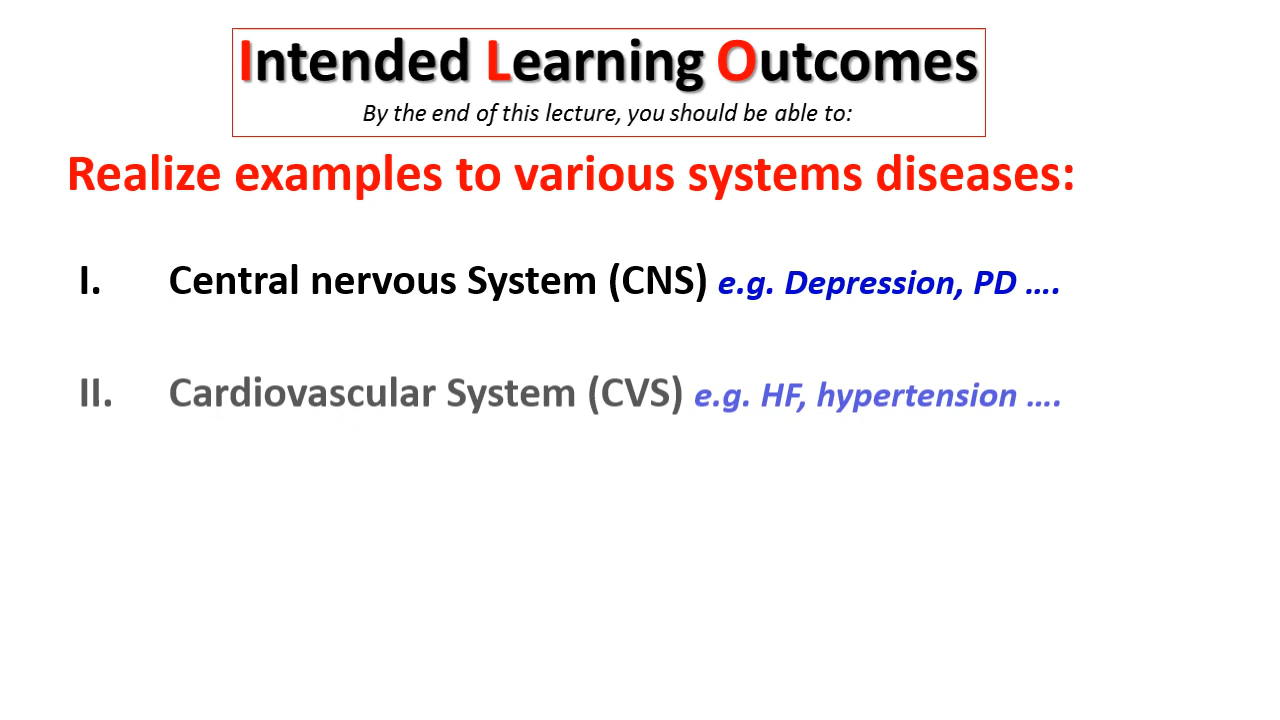 Intended Learning Outcomes
By the end of this lecture, you should be able to:
Realize examples to various systems diseases:
I. Central nervous System (CNS) e.g. Depression, PD ....
II. Cardiovascular System (CVS) e.g. HF, hypertension ....